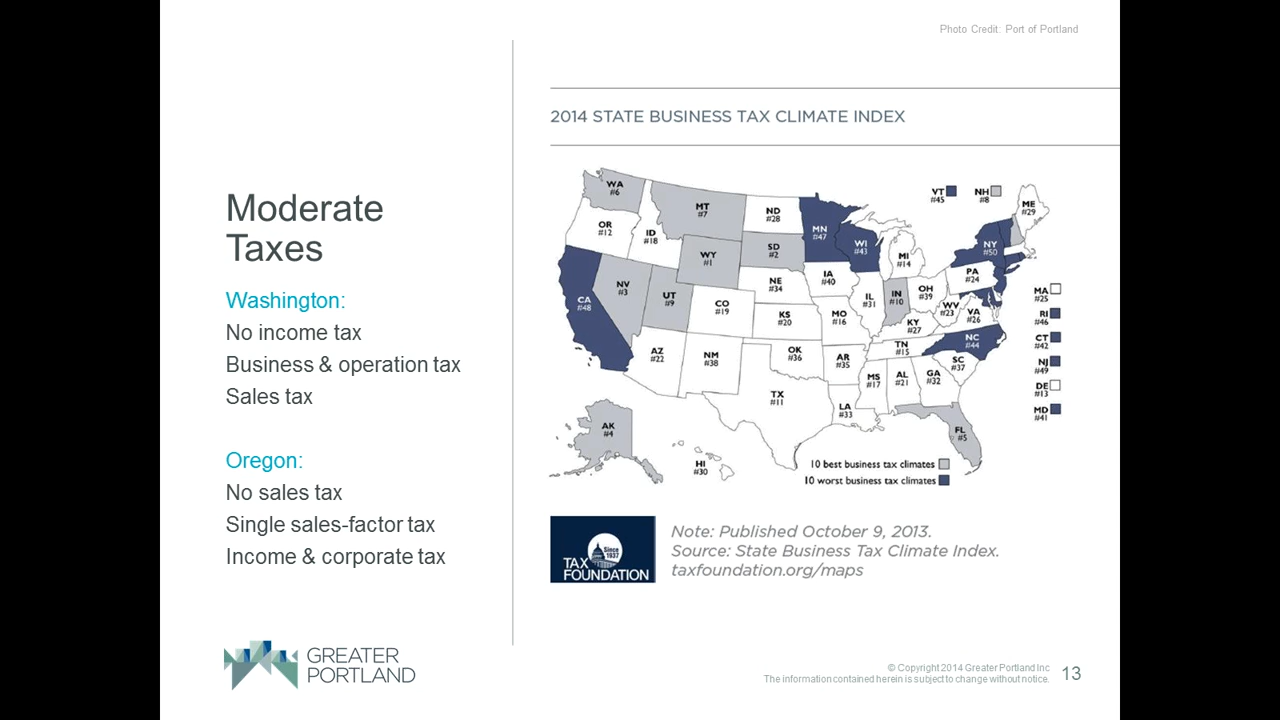 Photo Credit: Port of Portland
2014 STATE BUSINESS TAX CLIMATE INDEX
Moderate
Taxes
Washington:
No income tax
Business & operation tax
Sales tax
Oregon:
No sales tax
Single sales-factor tax
Income & corporate tax
WA
#6
OR
#12
ID
#18
MT
#7
ND
#28
MN
#47
WI
#43
MI
#14
VT
#45
NH
#8
ME
#29
NY
#50
SD
#2
WY
#1
NV
#3
UT
#9
CA
#48
CO
#19
NE
#34
IA
#40
IL
#31
IN
#10
OH
#39
PA
#24
WV
#23
VA
#26
KY
#27
KS
#20
MO
#16
AZ
#22
NM
#38
OK
#36
AR
#35
TN
#15
NC
#44
SC
#37
MS
#17
AL
#21
GA
#32
TX
#11
LA
#33
FL
#5
AK
#4
HI
#30
MA
#25
RI
#46
CT
#42
NJ
#49
DE
#13
MD
#41
10 best business tax climates
10 worst business tax climates
Since
1937
TAX
FOUNDATION
Note: Published October 9, 2013.
Source: State Business Tax Climate Index.
taxfoundation.org/maps
GREATER
PORTLAND
© Copyright 2014 Greater Portland Inc
The information contained herein is subject to change without notice.
13